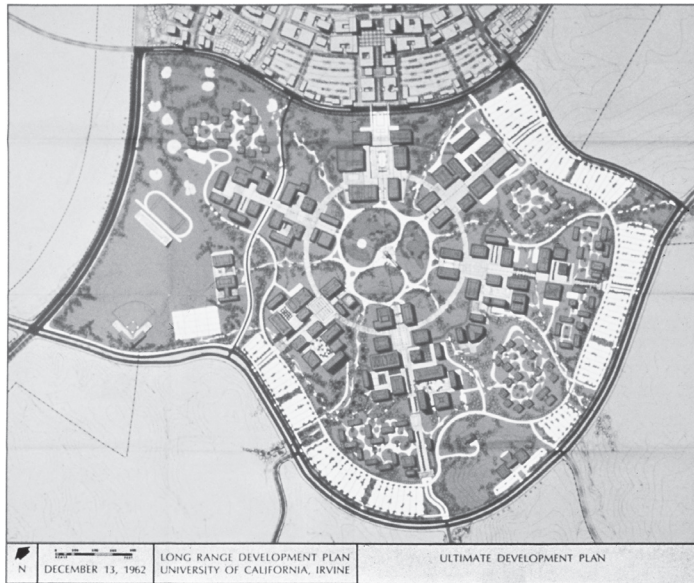 N
DECEMBER 13, 1962
LONG RANGE DEVELOPMENT PLAN
UNIVERSITY OF CALIFORNIA, IRVINE
ULTIMATE DEVELOPMENT PLAN